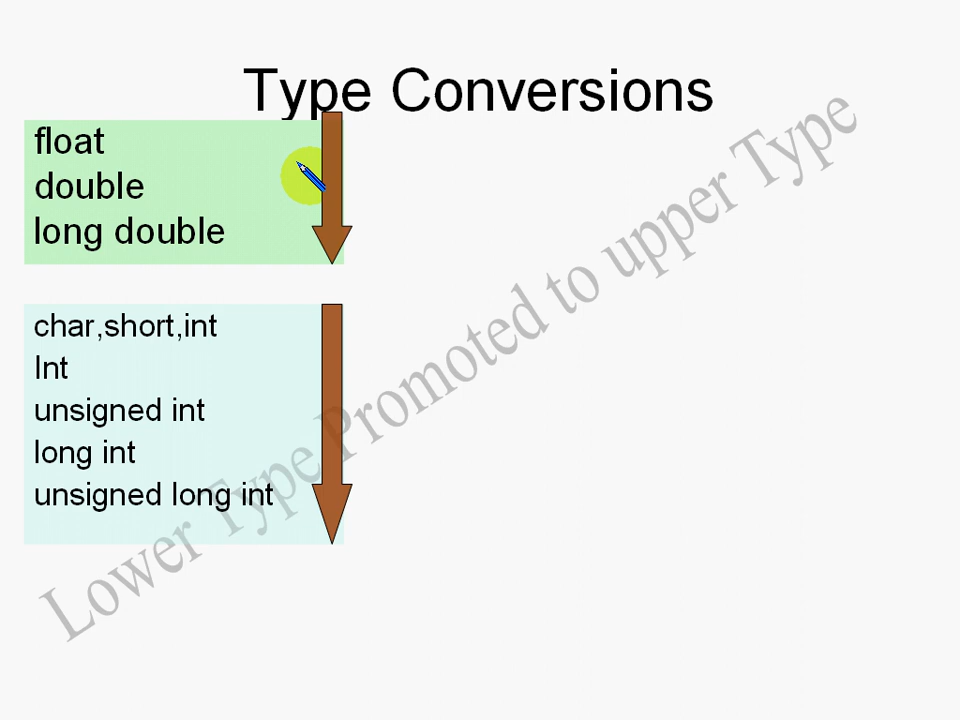 Type Conversions
float
double
long double
char,short,int
Int
unsigned int
long int
unsigned long int
Lower Type Promoted to upper Type